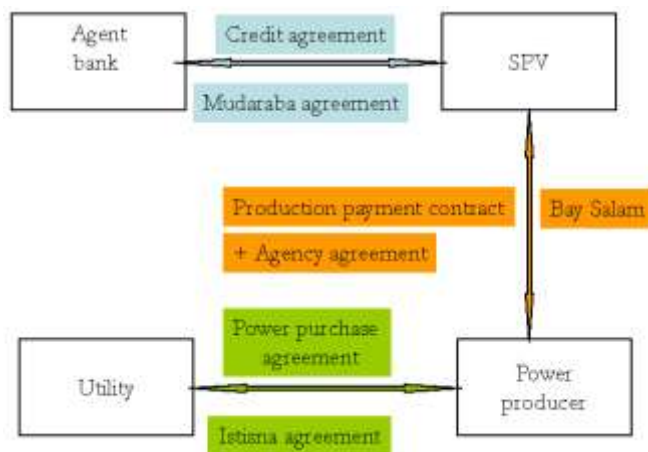 Agent
bank
Credit agreement
SPV
Mudaraba agreement
Production payment contract
Bay Salam
+ Agency agreement
Power purchase
agreement
Utility
Power
producer
Istisna agreement